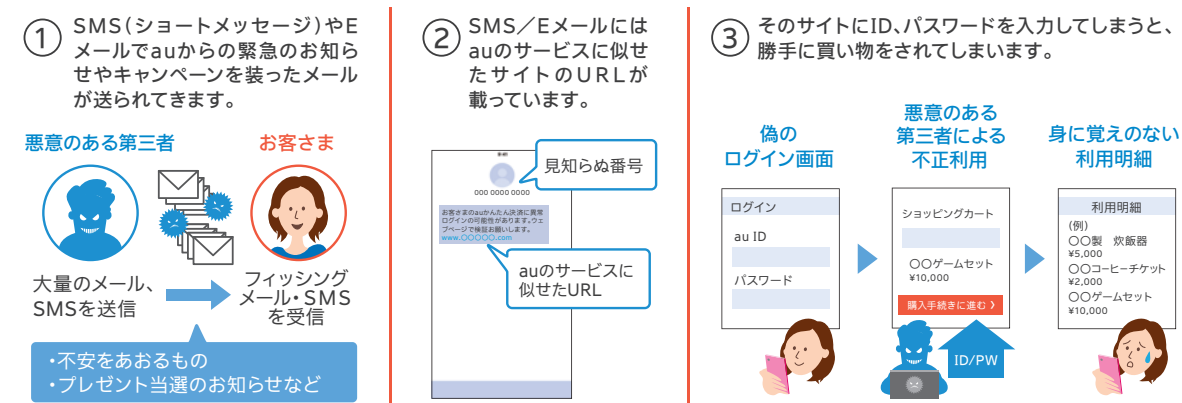 ① SMS(ショートメッセージ)やE
メールでauからの緊急のお知ら
せやキャンペーンを装ったメール
が送られてきます。
悪意のある第三者
お客さま
大量のメール、
SMSを送信
フィッシング
メール・SMS
を受信
・不安をあおるもの
・プレゼント当選のお知らせなど
② SMS／Eメールには
auのサービスに似せ
たサイトのURLが
載っています。
見知らぬ番号
000 0000 0000
お客さまのauかんたん決済に異常
ログインの可能性があります。ウェ
ブページで検証お願いします。
www.〇〇〇〇〇.com
auのサービスに
似せたURL
③ そのサイトにID、パスワードを入力してしまうと、
勝手に買い物をされてしまいます。
偽の
ログイン画面
ログイン
au ID
パスワード
悪意のある
第三者による
不正利用
ショッピングカート
〇〇ゲームセット
¥10,000
購入手続きに進む 》
ID/PW
身に覚えのない
利用明細
利用明細
(例)
〇〇製　炊飯器
¥5,000
〇〇コーヒーチケット
¥2,000
〇〇ゲームセット
¥10,000